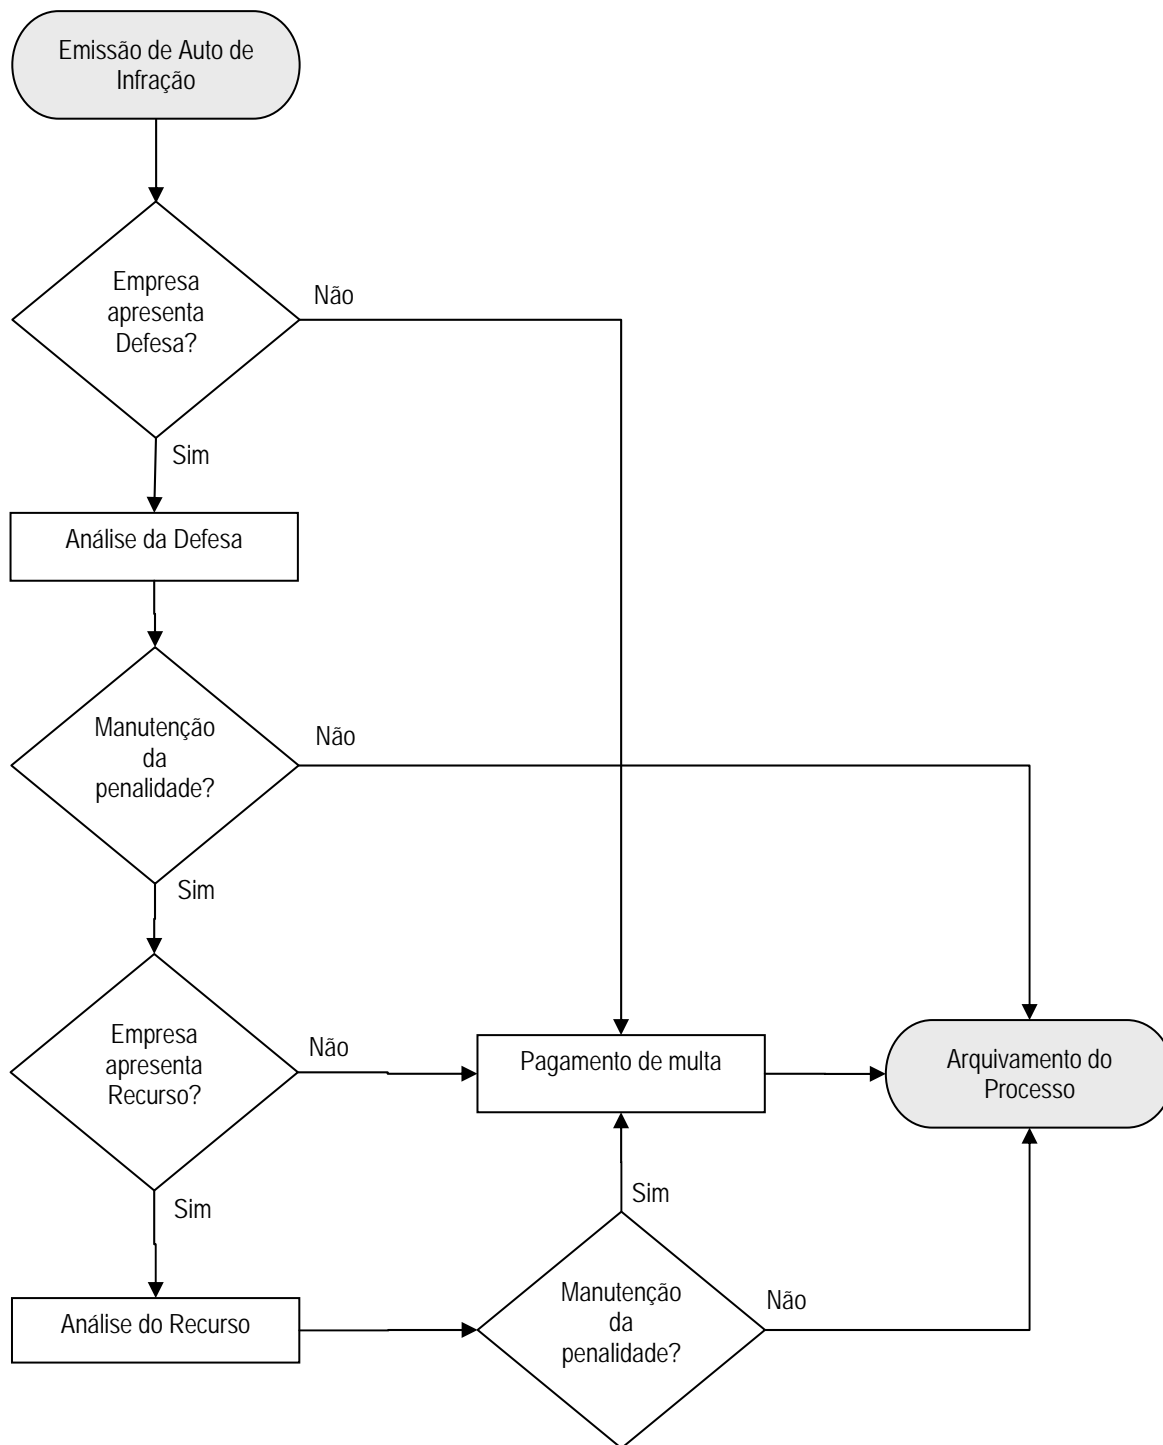 Emissão de Auto de
Infração
Empresa
apresenta
Defesa?
Não
Sim
Análise da Defesa
Manutenção
da
penalidade?
Não
Sim
Empresa
apresenta
Recurso?
Não
Pagamento de multa
Arquivamento do
Processo
Sim
Sim
Análise do Recurso
Manutenção
da
penalidade?
Não